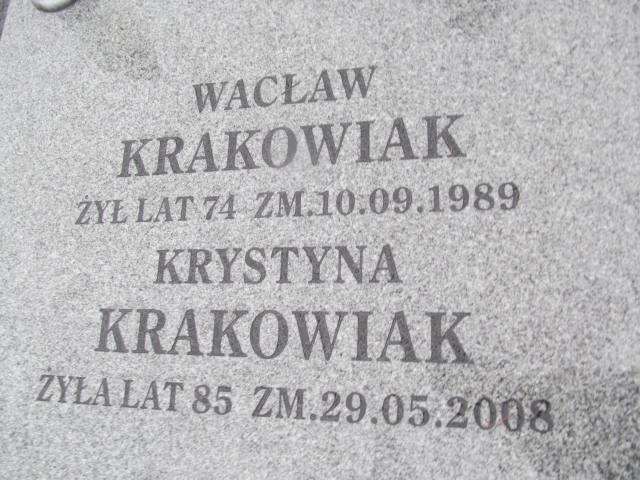 WACŁAW
KRAKOWIAK
ŻYŁ LAT 74 ZM.10.09.1989
KRYSTYNA
KRAKOWIAK
ŻYŁA LAT 85 ZM.29.05.2008